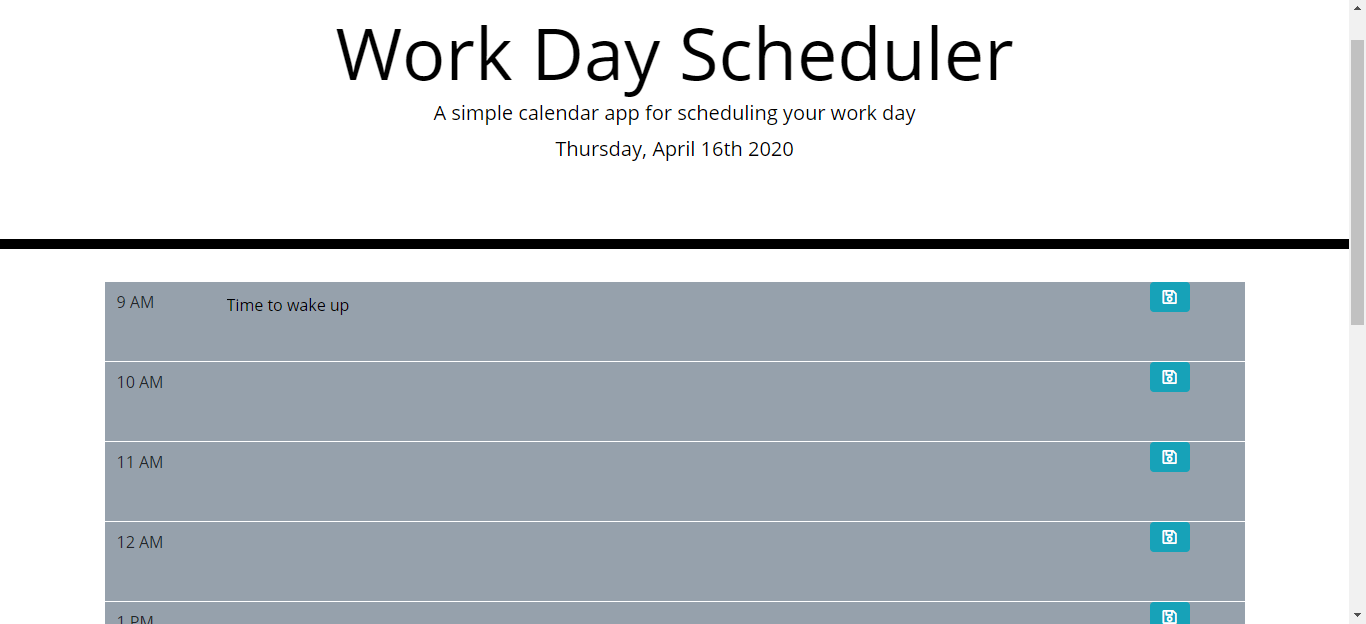 Work Day Scheduler
A simple calendar app for scheduling your work day
Thursday, April 16th 2020
9 AM
Time to wake up
10 AM
11 AM
12 AM
1 PM